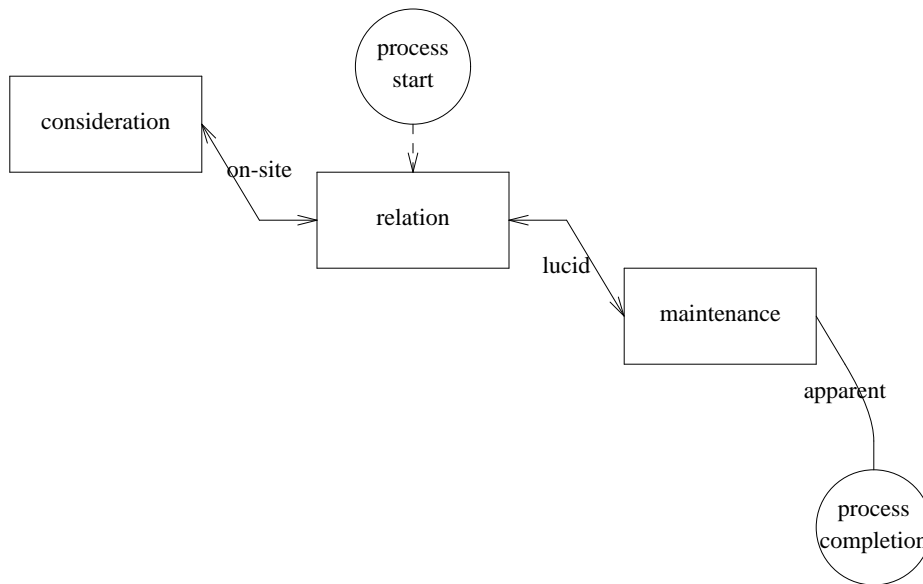 process
start
consideration
on-site
relation
lucid
maintenance
apparent
process
completion